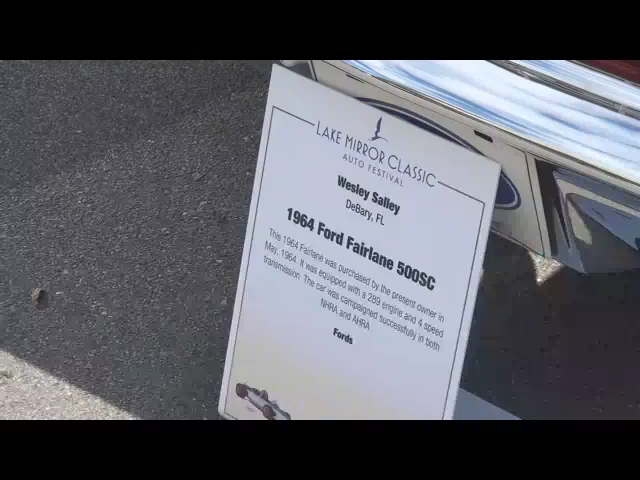 LAKE MIRROR CLASSIC
AUTO FESTIVAL
Wesley Salley
DeBary, FL
1964 Ford Fairlane 500SC
This 1964 Fairlane was purchased by the present owner in
May, 1964. It was equipped with a 289 engine and 4 speed
transmission. The car was campaigned successfully in both
NHRA and AHRA
Fords